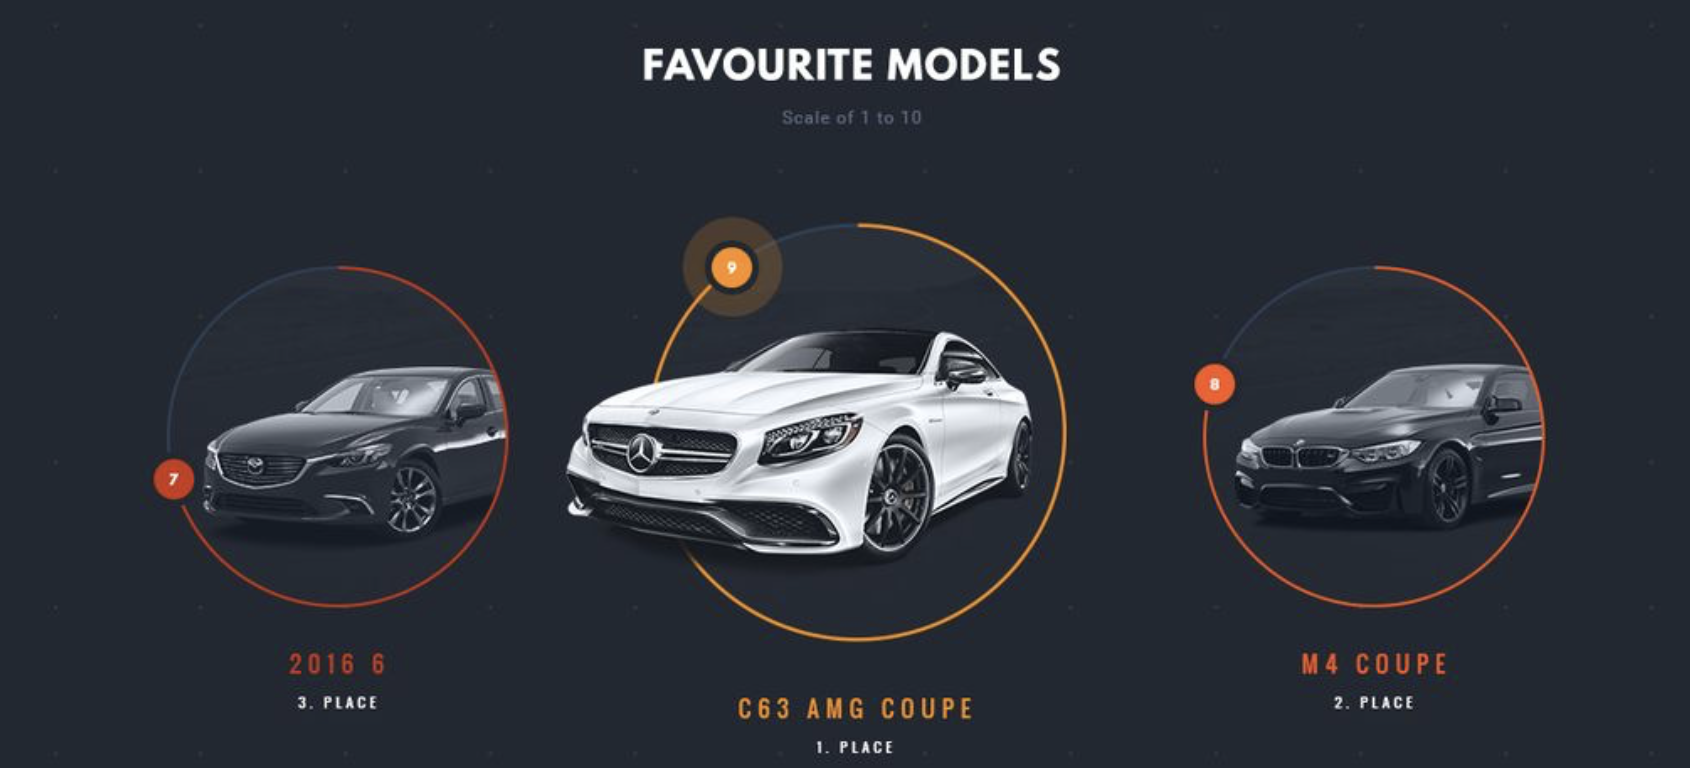 FAVOURITE MODELS
Scale of 1 to 10
7
9
8
2016 6
3. PLACE
C63 AMG COUPE
1. PLACE
M4 COUPE
2. PLACE